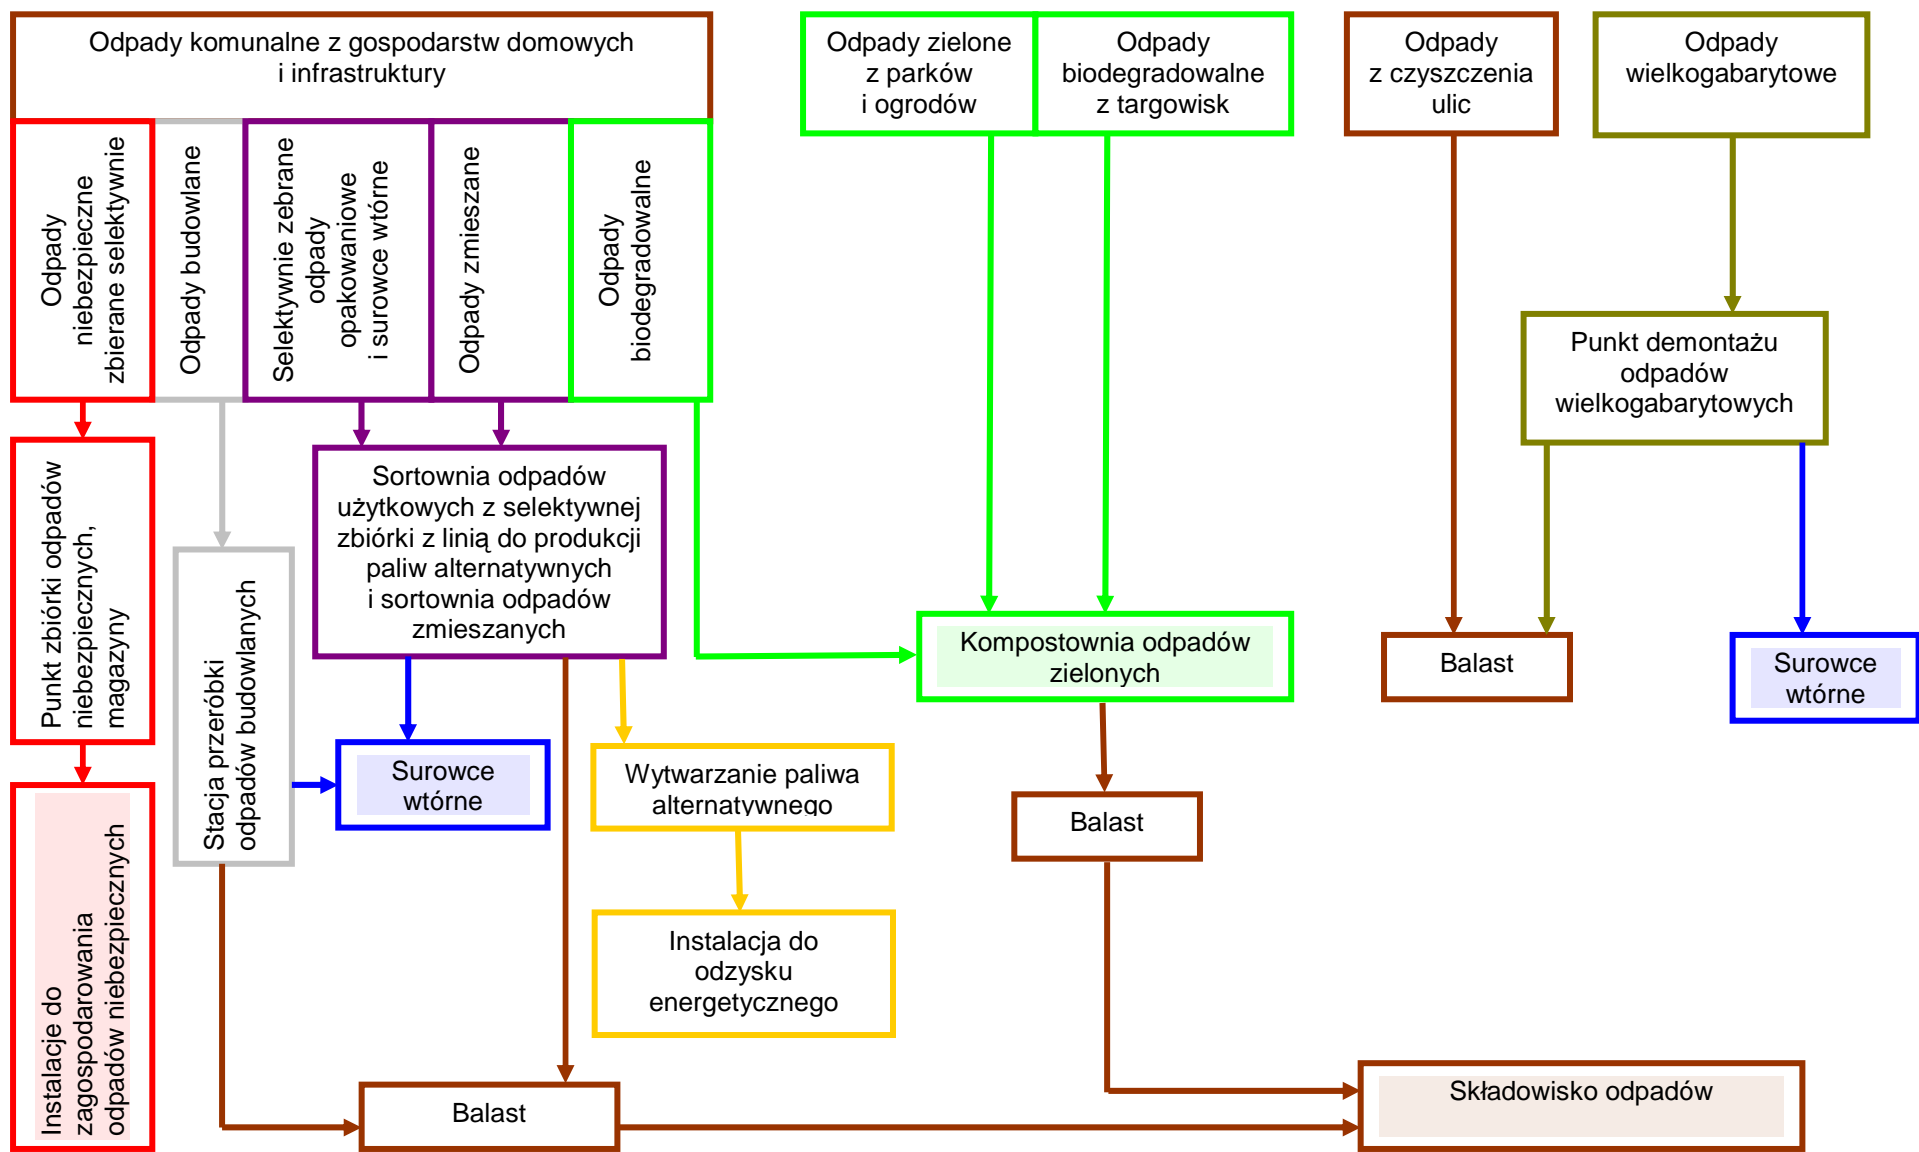 Odpady komunalne z gospodarstw domowych
i infrastruktury
Odpady zielone
z parków
i ogrodów
Odpady
biodegradowalne
z targowisk
Odpady
z czyszczenia
ulic
Odpady
wielkogabarytowe
Odpady
niebezpieczne
zbierane selektywnie
Odpady budowlane
Selektywnie zebrane
odpady
opakowaniowe
i surowce wtórne
Odpady zmieszane
Odpady
biodegradowalne
Punkt demontażu
odpadów
wielkogabarytowych
Punkt zbiórki odpadów
niebezpiecznych,
magazyny
Sortownia odpadów
użytkowych z selektywnej
zbiórki z linią do produkcji
paliw alternatywnych
i sortownia odpadów
zmieszanych
Stacja przeróbki
odpadów budowlanych
Kompostownia odpadów
zielonych
Balast
Surowce
wtórne
Surowce
wtórne
Wytwarzanie paliwa
alternatywnego
Balast
Instalacje do
zagospodarowania
odpadów niebezpiecznych
Instalacja do
odzysku
energetycznego
Balast
Składowisko odpadów